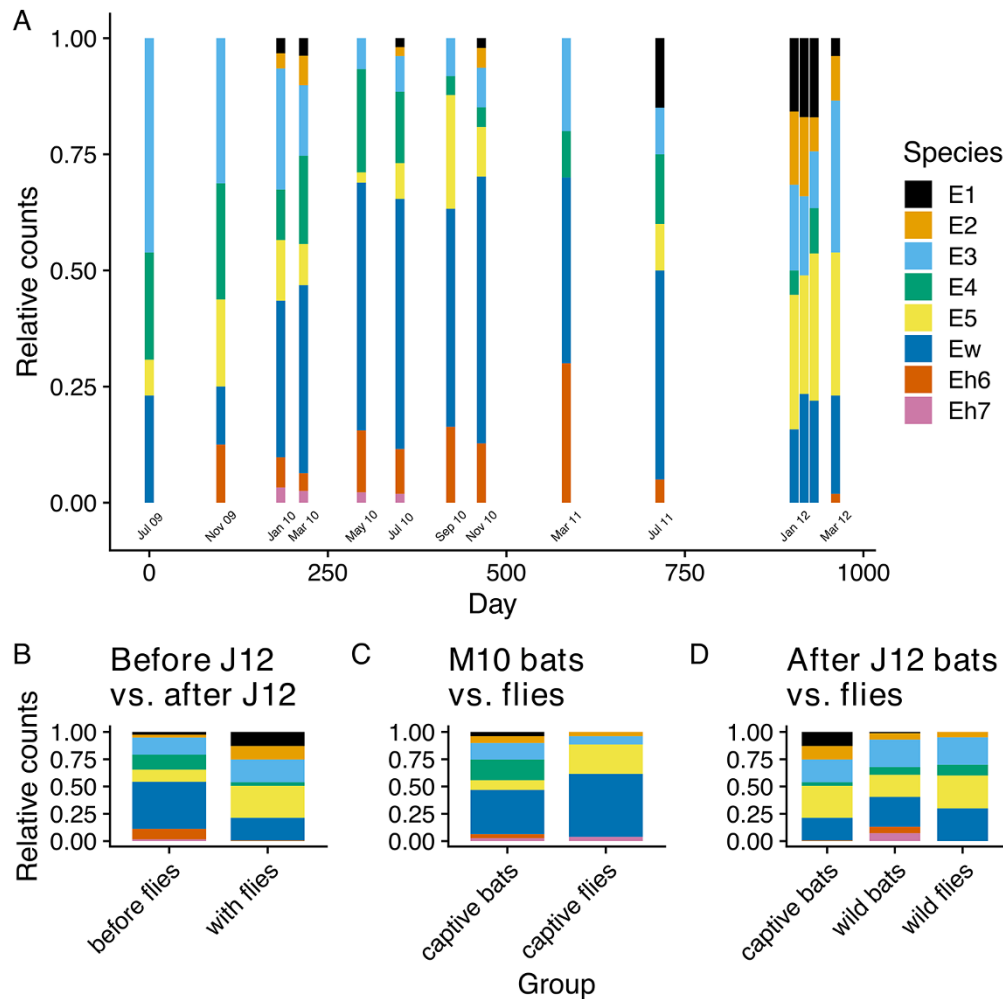 A
Relative counts
1.00
0.75
0.50
0.25
0.00
Jul 09
Nov 09
Jan 10
Mar 10
May 10
Jul 10
Sep 10
Nov 10
Mar 11
Jul 11
Jan 12
Mar 12
0
250
500
750
1000
Day
Species
E1
E2
E3
E4
E5
Ew
Eh6
Eh7
B
Before J12
vs. after J12
Relative counts
1.00
0.75
0.50
0.25
0.00
before flies
with flies
C
M10 bats
vs. flies
1.00
0.75
0.50
0.25
0.00
captive bats
captive flies
D
After J12 bats
vs. flies
1.00
0.75
0.50
0.25
0.00
captive bats
wild bats
wild flies
Group